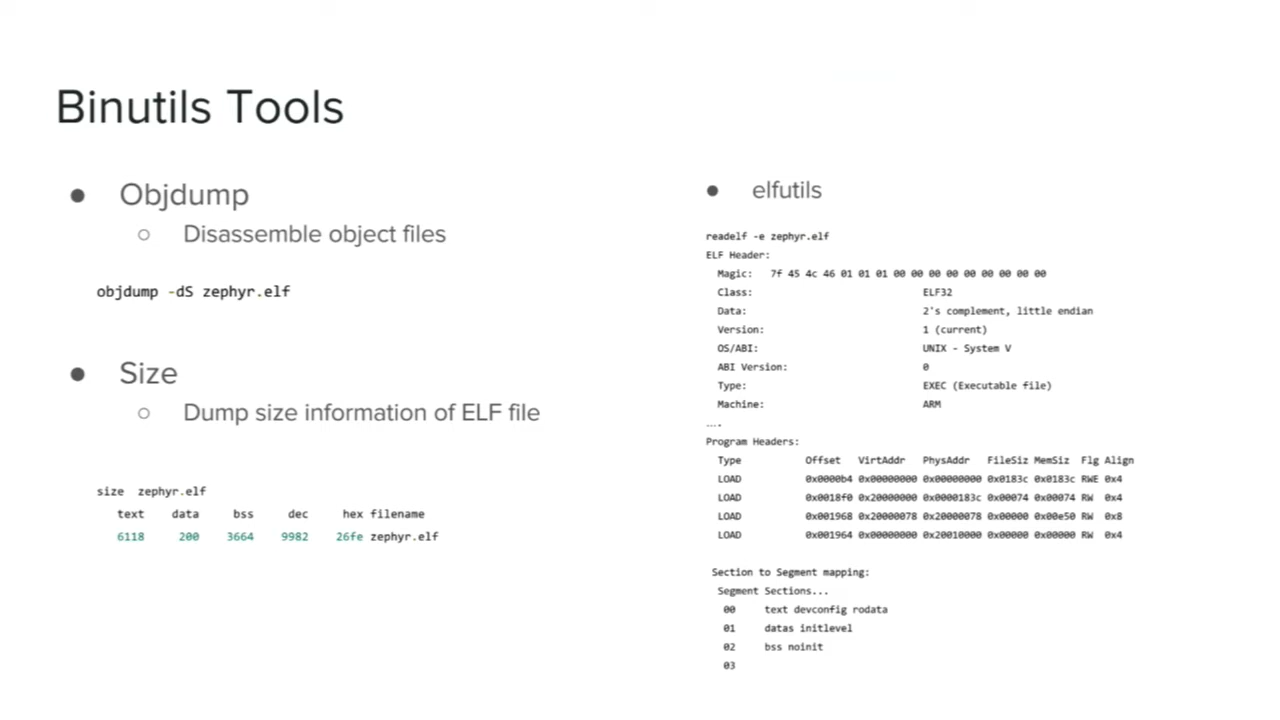 Binutils Tools
● Objdump
○ Disassemble object files
objdump -dS zephyr.elf
● Size
○ Dump size information of ELF file
size zephyr.elf
text data bss dec hex filename
6118 200 3664 9982 26fe zephyr.elf
● elfutils
readelf -e zephyr.elf
ELF Header:
Magic: 7f 45 4c 46 01 01 01 00 00 00 00 00 00 00 00 00
Class: ELF32
Data: 2's complement, little endian
Version: 1 (current)
OS/ABI: UNIX - System V
ABI Version: 0
Type: EXEC (Executable file)
Machine: ARM
….
Program Headers:
Type Offset VirtAddr PhysAddr FileSiz MemSiz Flg Align
LOAD 0x0000b4 0x00000000 0x00000000 0x0183c 0x0183c RWE 0x4
LOAD 0x0018f0 0x20000000 0x0000183c 0x00074 0x00074 RW 0x4
LOAD 0x001968 0x20000078 0x20000078 0x00000 0x00e50 RW 0x8
LOAD 0x001964 0x00000000 0x20010000 0x00000 0x00000 RW 0x4
Section to Segment mapping:
Segment Sections...
00 text devconfig rodata
01 datas initlevel
02 bss noinit
03